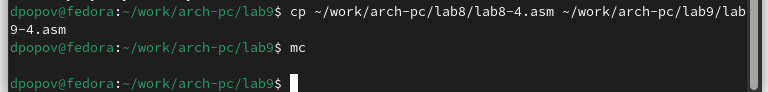 dpopov@fedora:~/work/arch-pc/lab9$ cp ~/work/arch-pc/lab8/lab8-4.asm ~/work/arch-pc/lab9/lab
9-4.asm
dpopov@fedora:~/work/arch-pc/lab9$ mc
dpopov@fedora:~/work/arch-pc/lab9$